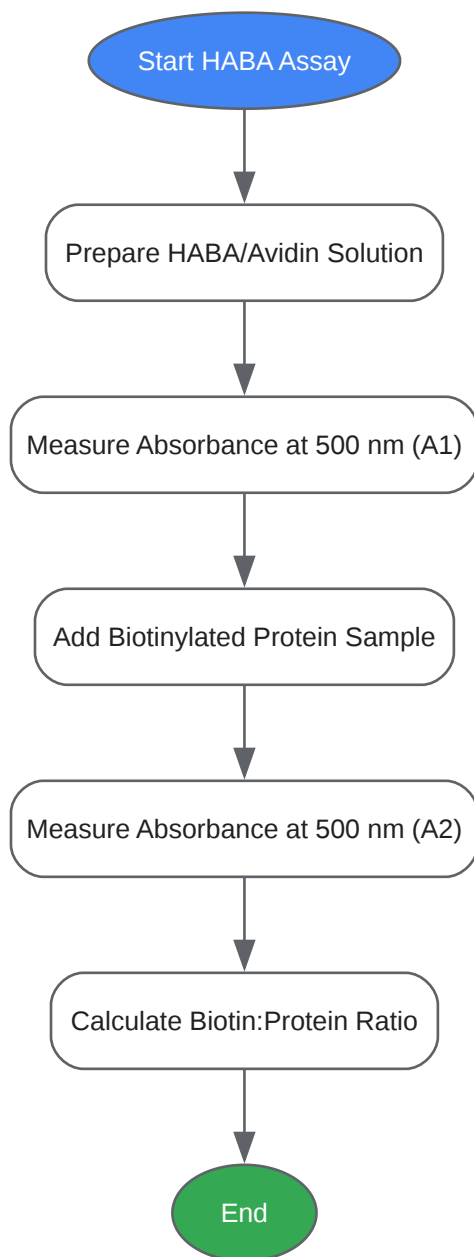 Start HABA Assay
Prepare HABA/Avidin Solution
Measure Absorbance at 500 nm (A1)
Add Biotinylated Protein Sample
Measure Absorbance at 500 nm (A2)
Calculate Biotin:Protein Ratio
End